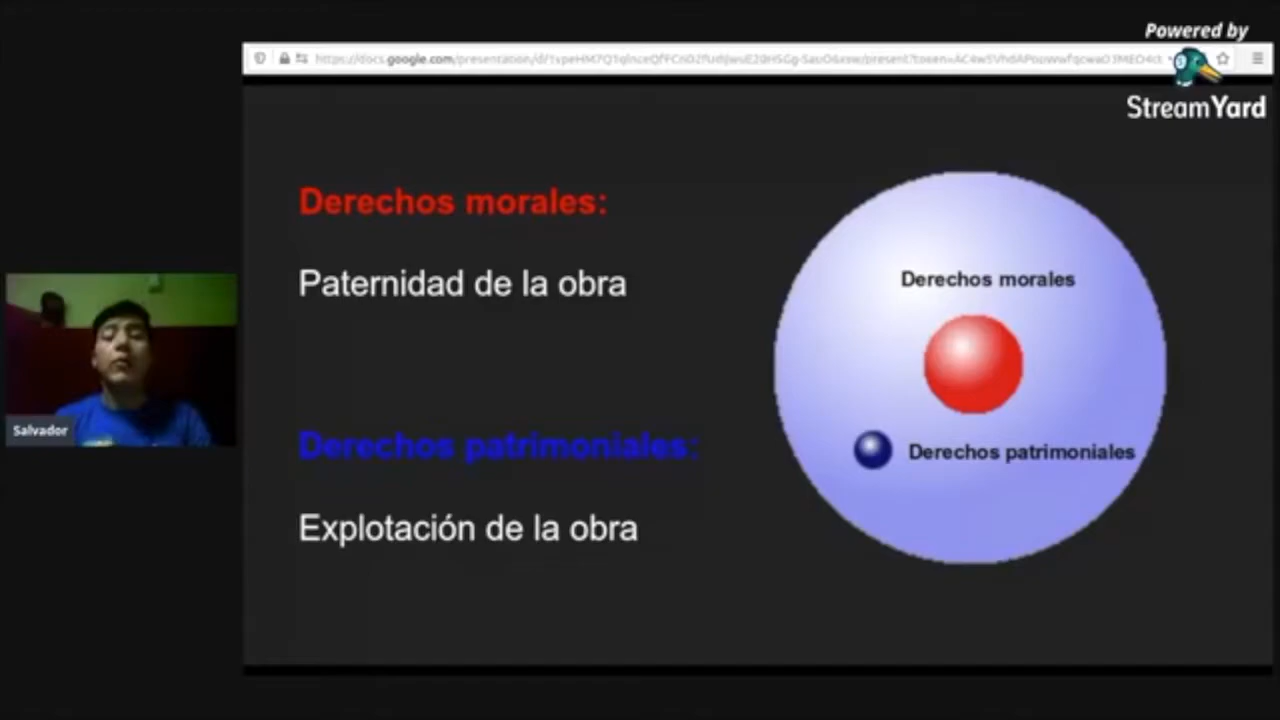 Powered by
StreamYard
Derechos morales:
Paternidad de la obra
Derechos patrimoniales:
Explotación de la obra
Derechos morales
Derechos patrimoniales
Salvador